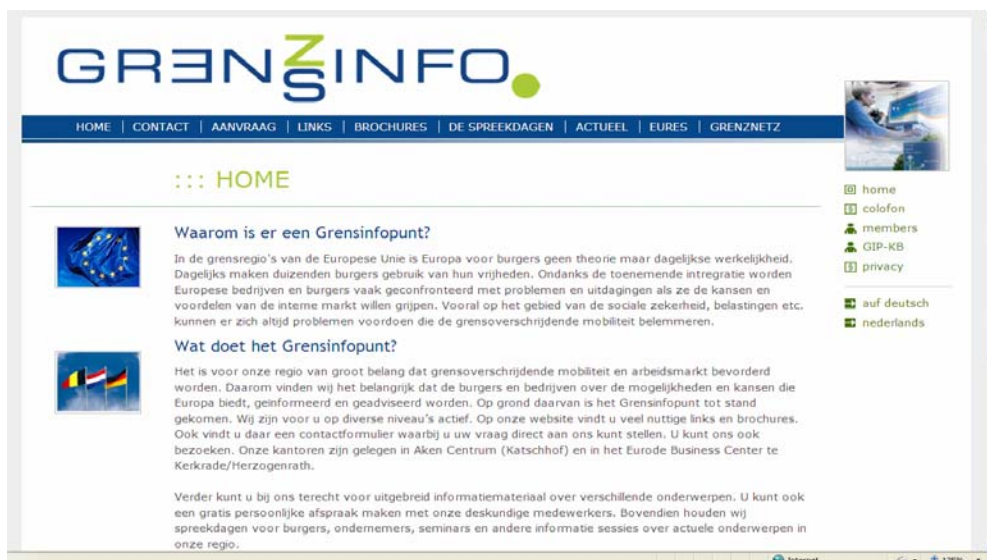 GRENZSINFO.
HOME | CONTACT | AANVRAAG | LINKS | BROCHURES | DE SPREEKDAGEN | ACTUEEL | EURES | GRENZNETZ
::: HOME
Waarom is er een Grensinfopunt?
In de grensregio's van de Europese Unie is Europa voor burgers geen theorie maar dagelijkse werkelijkheid.
Dagelijks maken duizenden burgers gebruik van hun vrijheden. Ondanks de toenemende intregratie worden
Europese bedrijven en burgers vaak geconfronteerd met problemen en uitdagingen als ze de kansen en
voordelen van de interne markt willen grijpen. Vooral op het gebied van de sociale zekerheid, belastingen etc.
kunnen er zich altijd problemen voordoen die de grensoverschrijdende mobiliteit belemmeren.
Wat doet het Grensinfopunt?
Het is voor onze regio van groot belang dat grensoverschrijdende mobiliteit en arbeidsmarkt bevorderd
worden. Daarom vinden wij het belangrijk dat de burgers en bedrijven over de mogelijkheden en kansen die
Europa biedt, geinformeerd en geadviseerd worden. Op grond daarvan is het Grensinfopunt tot stand
gekomen. Wij zijn voor u op diverse niveau's actief. Op onze website vindt u veel nuttige links en brochures.
Ook vindt u daar een contactformulier waarbij u uw vraag direct aan ons kunt stellen. U kunt ons ook
bezoeken. Onze kantoren zijn gelegen in Aken Centrum (Katschhof) en in het Eurode Business Center te
Kerkrade/Herzogenrath.
Verder kunt u bij ons terecht voor uitgebreid informatiemateriaal over verschillende onderwerpen. U kunt ook
een gratis persoonlijke afspraak maken met onze deskundige medewerkers. Bovendien houden wij
spreekdagen voor burgers, ondernemers, seminars en andere informatie sessies over actuele onderwerpen in
onze regio.
home
colofon
members
GIP-KB
privacy
auf deutsch
nederlands
Internet
125%